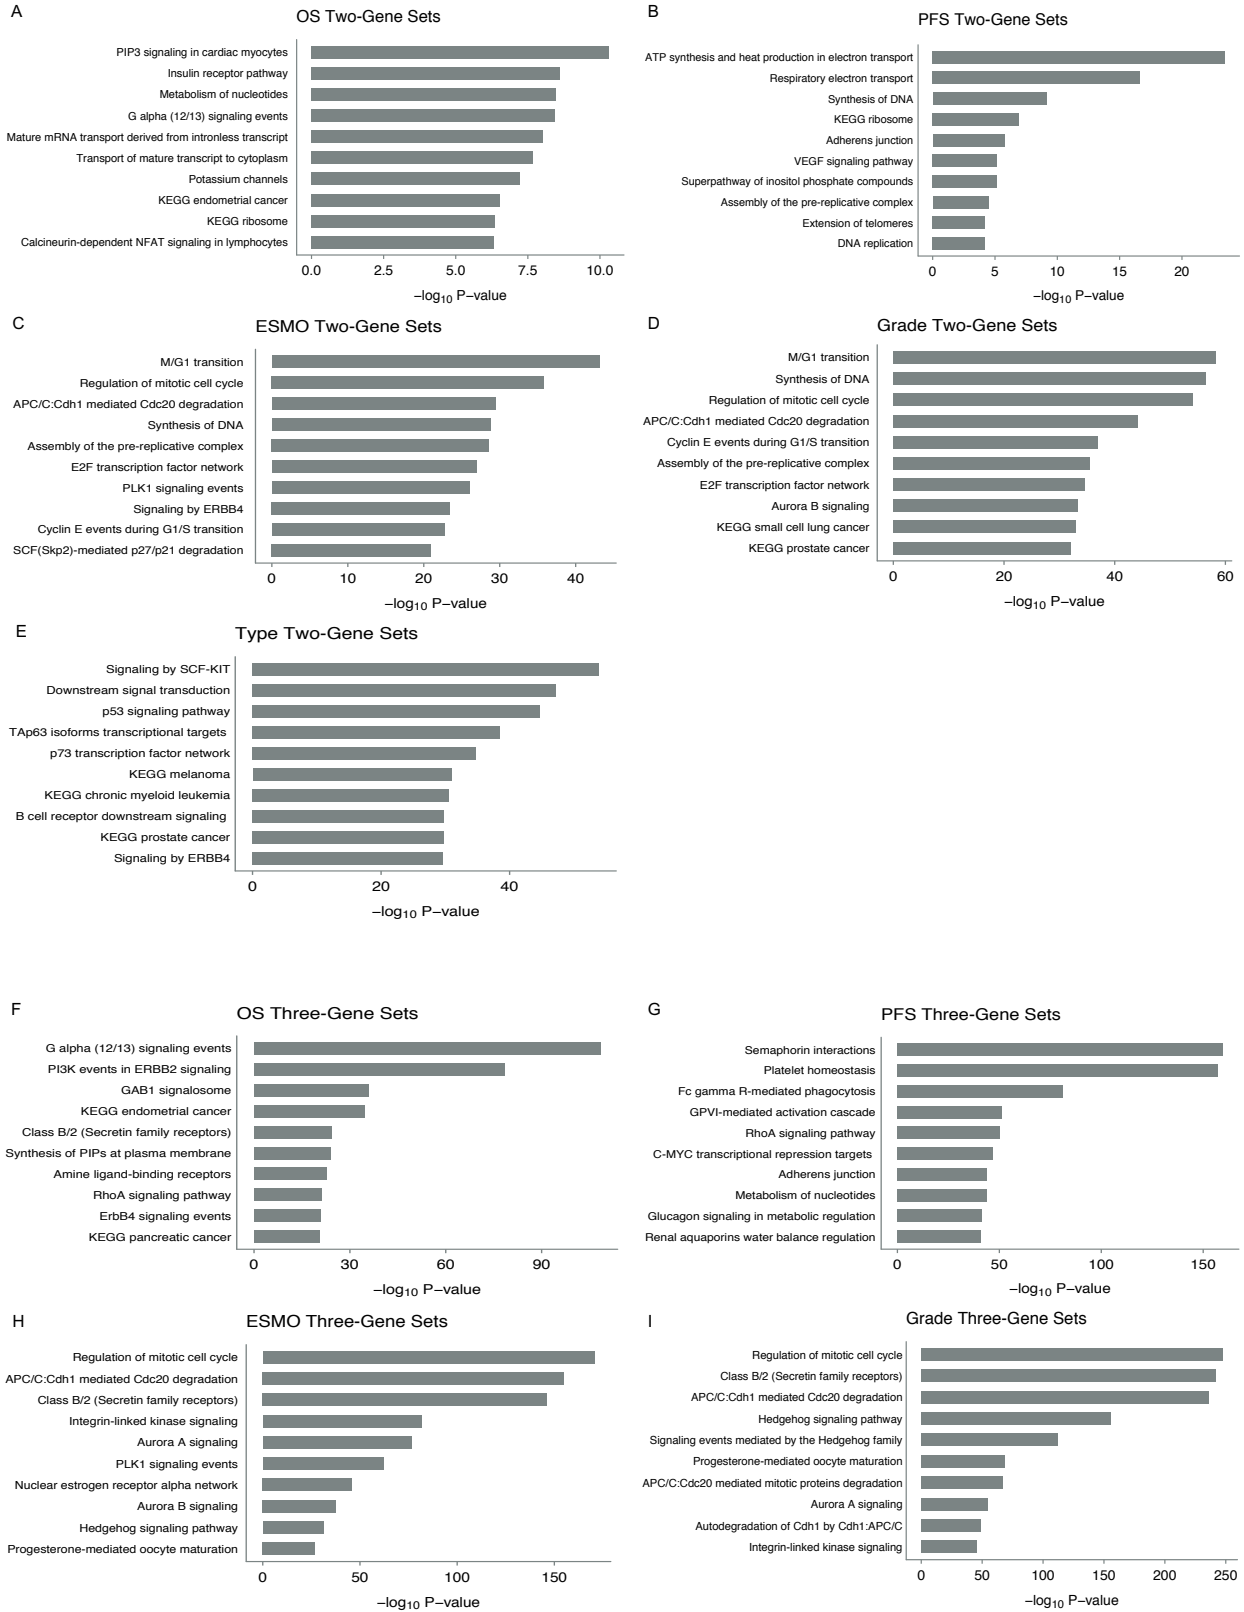 A
OS Two-Gene Sets
PIP3 signaling in cardiac myocytes
Insulin receptor pathway
Metabolism of nucleotides
G alpha (12/13) signaling events
Mature mRNA transport derived from intronless transcript
Transport of mature transcript to cytoplasm
Potassium channels
KEGG endometrial cancer
KEGG ribosome
Calcineurin-dependent NFAT signaling in lymphocytes
0.0 2.5 5.0 7.5 10.0
−log10 P−value
B
PFS Two-Gene Sets
ATP synthesis and heat production in electron transport
Respiratory electron transport
Synthesis of DNA
KEGG ribosome
Adherens junction
VEGF signaling pathway
Superpathway of inositol phosphate compounds
Assembly of the pre-replicative complex
Extension of telomeres
DNA replication
0 5 10 15 20
−log10 P−value
C
ESMO Two-Gene Sets
M/G1 transition
Regulation of mitotic cell cycle
APC/C:Cdh1 mediated Cdc20 degradation
Synthesis of DNA
Assembly of the pre-replicative complex
E2F transcription factor network
PLK1 signaling events
Signaling by ERBB4
Cyclin E events during G1/S transition
SCF(Skp2)-mediated p27/p21 degradation
0 10 20 30 40
−log10 P−value
D
Grade Two-Gene Sets
M/G1 transition
Synthesis of DNA
Regulation of mitotic cell cycle
APC/C:Cdh1 mediated Cdc20 degradation
Cyclin E events during G1/S transition
Assembly of the pre-replicative complex
E2F transcription factor network
Aurora B signaling
KEGG small cell lung cancer
KEGG prostate cancer
0 20 40 60
−log10 P−value
E
Type Two-Gene Sets
Signaling by SCF-KIT
Downstream signal transduction
p53 signaling pathway
TAp63 isoforms transcriptional targets
p73 transcription factor network
KEGG melanoma
KEGG chronic myeloid leukemia
B cell receptor downstream signaling
KEGG prostate cancer
Signaling by ERBB4
0 20 40
−log10 P−value
F
OS Three-Gene Sets
G alpha (12/13) signaling events
PI3K events in ERBB2 signaling
GAB1 signalosome
KEGG endometrial cancer
Class B/2 (Secretin family receptors)
Synthesis of PIPs at plasma membrane
Amine ligand-binding receptors
RhoA signaling pathway
ErbB4 signaling events
KEGG pancreatic cancer
0 30 60 90
−log10 P−value
G
PFS Three-Gene Sets
Semaphorin interactions
Platelet homeostasis
Fc gamma R-mediated phagocytosis
GPVI-mediated activation cascade
RhoA signaling pathway
C-MYC transcriptional repression targets
Adherens junction
Metabolism of nucleotides
Glucagon signaling in metabolic regulation
Renal aquaporins water balance regulation
0 50 100 150
−log10 P−value
H
ESMO Three-Gene Sets
Regulation of mitotic cell cycle
APC/C:Cdh1 mediated Cdc20 degradation
Class B/2 (Secretin family receptors)
Integrin-linked kinase signaling
Aurora A signaling
PLK1 signaling events
Nuclear estrogen receptor alpha network
Aurora B signaling
Hedgehog signaling pathway
Progesterone-mediated oocyte maturation
0 50 100 150
−log10 P−value
I
Grade Three-Gene Sets
Regulation of mitotic cell cycle
Class B/2 (Secretin family receptors)
APC/C:Cdh1 mediated Cdc20 degradation
Hedgehog signaling pathway
Signaling events mediated by the Hedgehog family
Progesterone-mediated oocyte maturation
APC/C:Cdc20 mediated mitotic proteins degradation
Aurora A signaling
Autodegradation of Cdh1 by Cdh1:APC/C
Integrin-linked kinase signaling
0 50 100 150 200 250
−log10 P−value